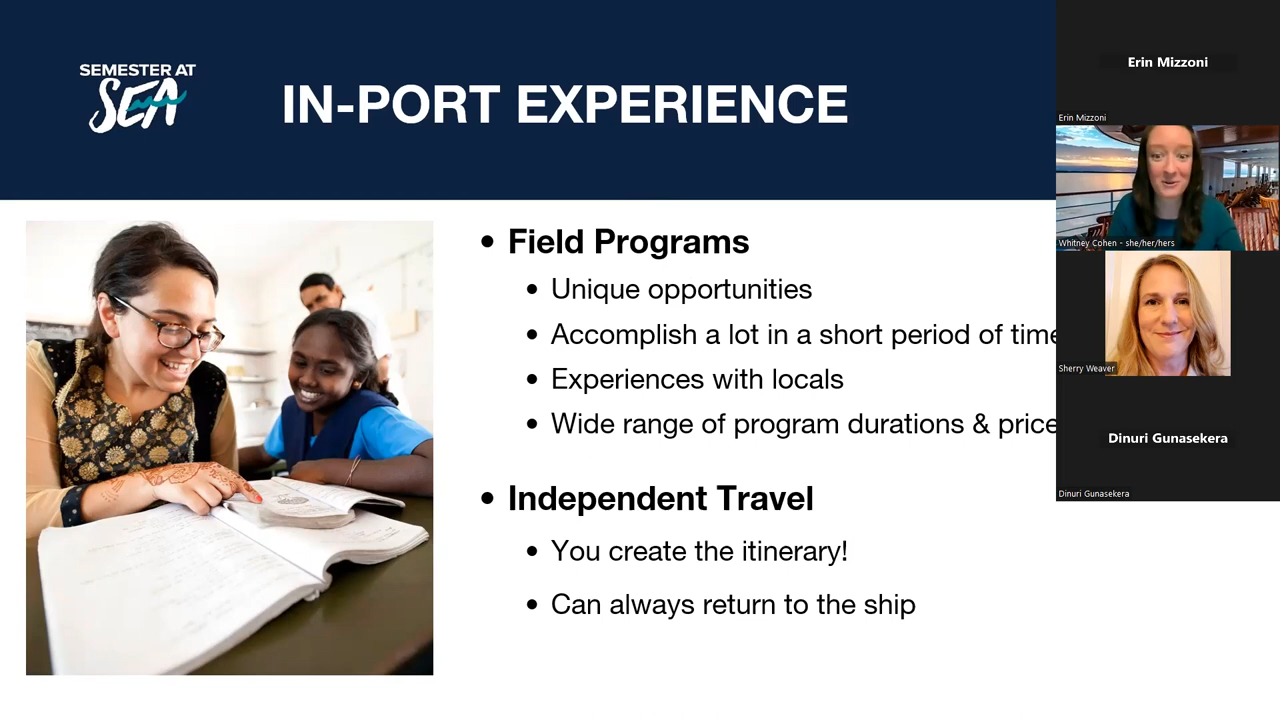 SEMESTER AT
SEA
IN-PORT EXPERIENCE
• Field Programs
• Unique opportunities
• Accomplish a lot in a short period of time
• Experiences with locals
• Wide range of program durations & price
• Independent Travel
• You create the itinerary!
• Can always return to the ship
Erin Mizzoni
Erin Mizzoni
Whitney Cohen - she/her/hers
Sherry Weaver
Dinuri Gunasekera
Dinuri Gunasekera